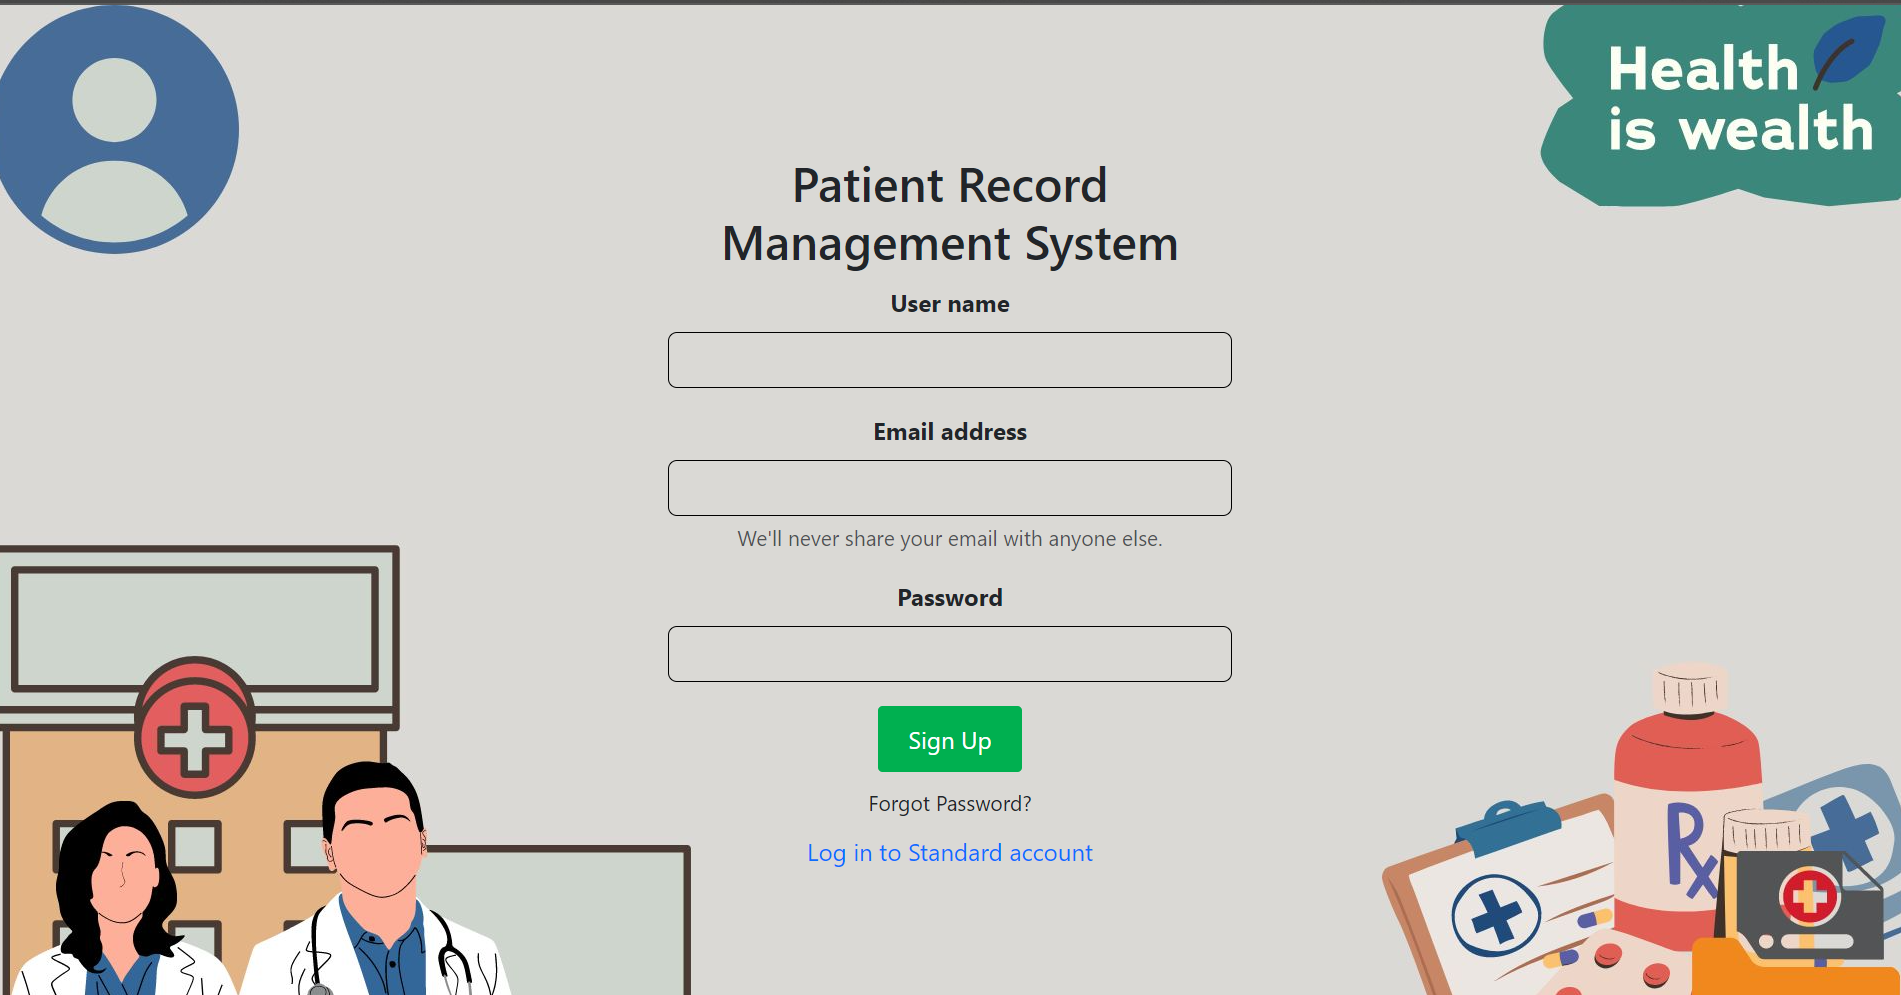 Health
is wealth
Patient Record
Management System
User name
Email address
We'll never share your email with anyone else.
Password
Sign Up
Forgot Password?
Log in to Standard account
Rx